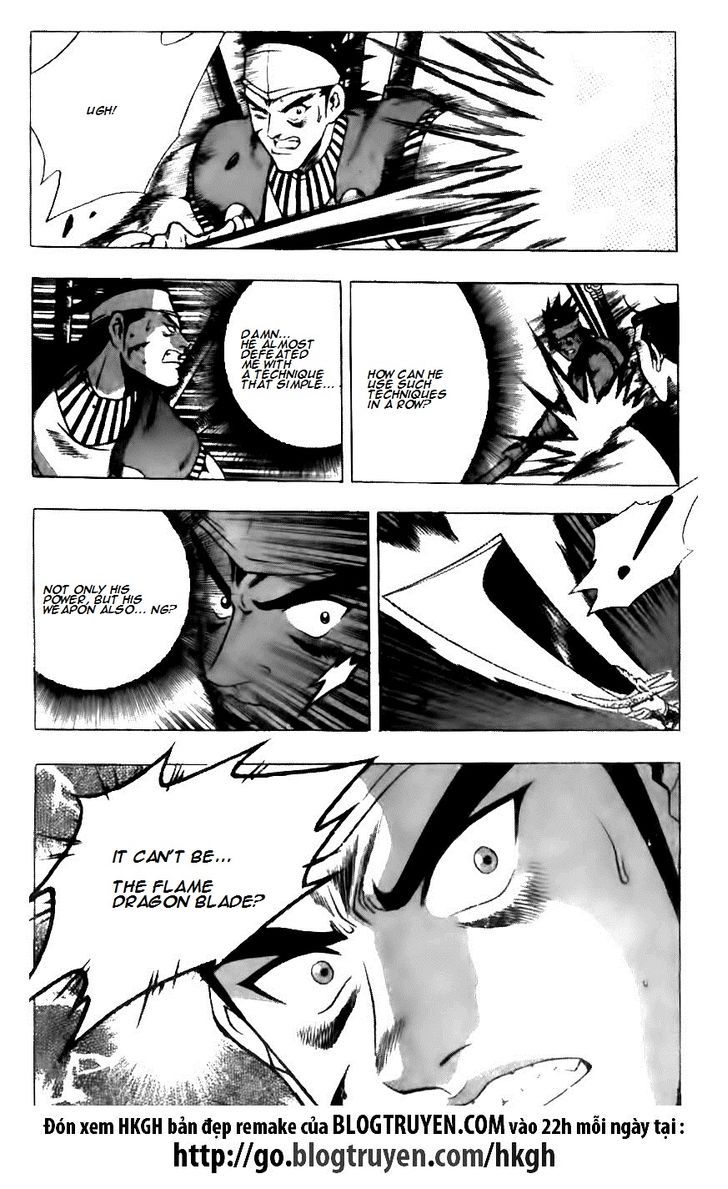 UGH!
DAMN...
HE ALMOST
DEFEATED
ME WITH
A TECHNIQUE
THAT SIMPLE...
HOW CAN HE
USE SUCH
TECHNIQUES
IN A ROW?
NOT ONLY HIS
POWER, BUT HIS
WEAPON ALSO... NG?
!
IT CAN'T BE...
THE FLAME
DRAGON BLADE?
Đón xem HKGH bản đẹp remake của BLOGTRUYEN.COM vào 22h mỗi ngày tại :
http://go.blogtruyen.com/hkgh